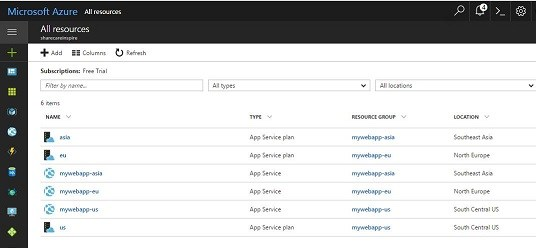 Microsoft Azure All resources 4
All resources
sharecareinspire
Add Columns Refresh
Subscriptions: Free Trial
Filter by name... All types All locations
6 items
NAME TYPE RESOURCE GROUP LOCATION
asia App Service plan mywebapp-asia Southeast Asia
eu App Service plan mywebapp-eu North Europe
mywebapp-asia App Service mywebapp-asia Southeast Asia
mywebapp-eu App Service mywebapp-eu North Europe
mywebapp-us App Service mywebapp-us South Central US
us App Service plan mywebapp-us South Central US